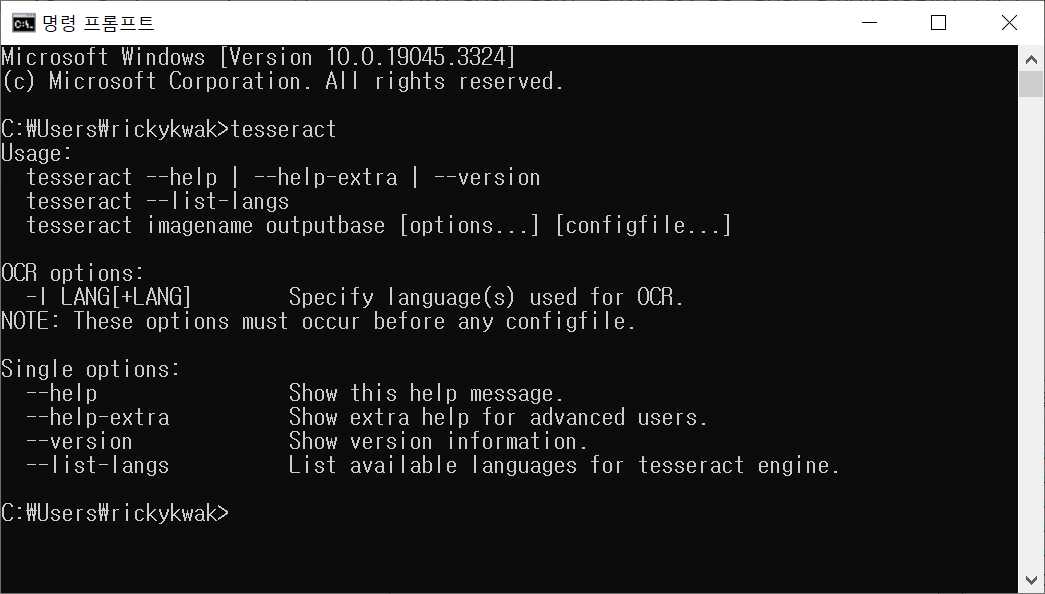 명령 프롬프트
Microsoft Windows [Version 10.0.19045.3324]
(c) Microsoft Corporation. All rights reserved.
C:₩Users₩rickykwak>tesseract
Usage:
  tesseract --help | --help-extra | --version
  tesseract --list-langs
  tesseract imagename outputbase [options...] [configfile...]
OCR options:
  -l LANG[+LANG]        Specify language(s) used for OCR.
NOTE: These options must occur before any configfile.
Single options:
  --help                Show this help message.
  --help-extra          Show extra help for advanced users.
  --version             Show version information.
  --list-langs          List available languages for tesseract engine.
C:₩Users₩rickykwak>